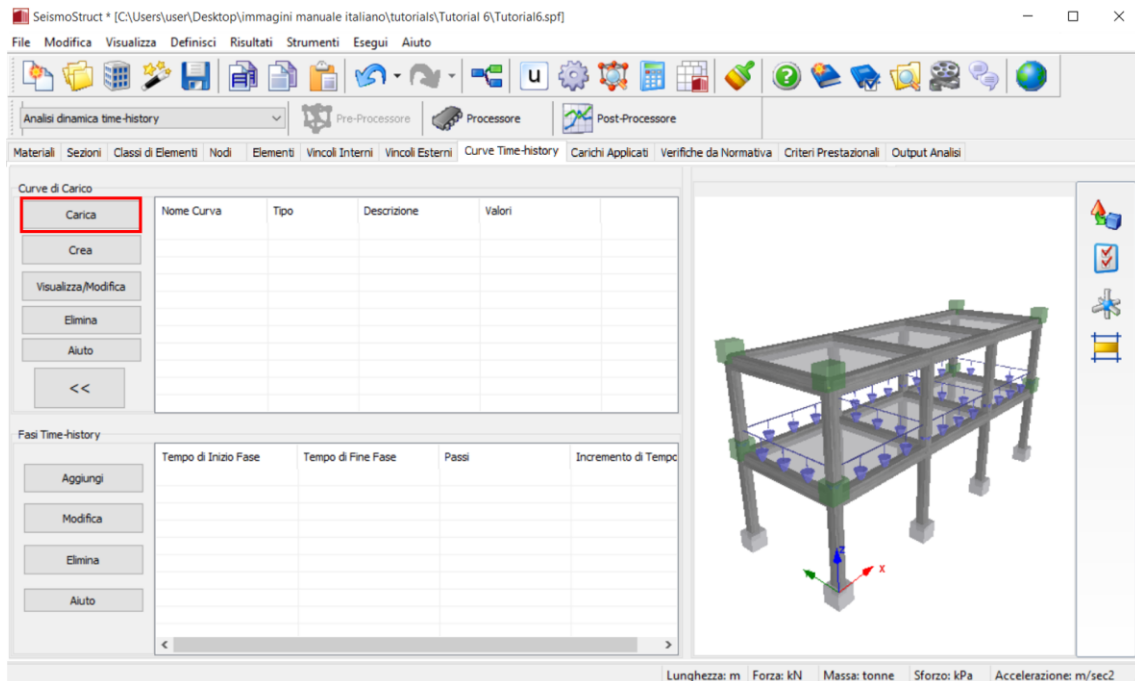 SeismoStruct * [C:\Users\user\Desktop\immagini manuale italiano\tutorials\Tutorial 6\Tutorial6.spf]
File Modifica Visualizza Definisci Risultati Strumenti Esegui Aiuto
u
Analisi dinamica time-history Pre-Processore Processore Post-Processore
Materiali Sezioni Classi di Elementi Nodi Elementi Vincoli Interni Vincoli Esterni Curve Time-history Carichi Applicati Verifiche da Normativa Criteri Prestazionali Output Analisi
Curve di Carico
Carica
Crea
Visualizza/Modifica
Elimina
Aiuto
<<
Nome Curva Tipo Descrizione Valori
Fasi Time-history
Aggiungi
Modifica
Elimina
Aiuto
Tempo di Inizio Fase Tempo di Fine Fase Passi Incremento di Tempo
z
x
Lunghezza: m Forza: kN Massa: tonne Sforzo: kPa Accelerazione: m/sec2